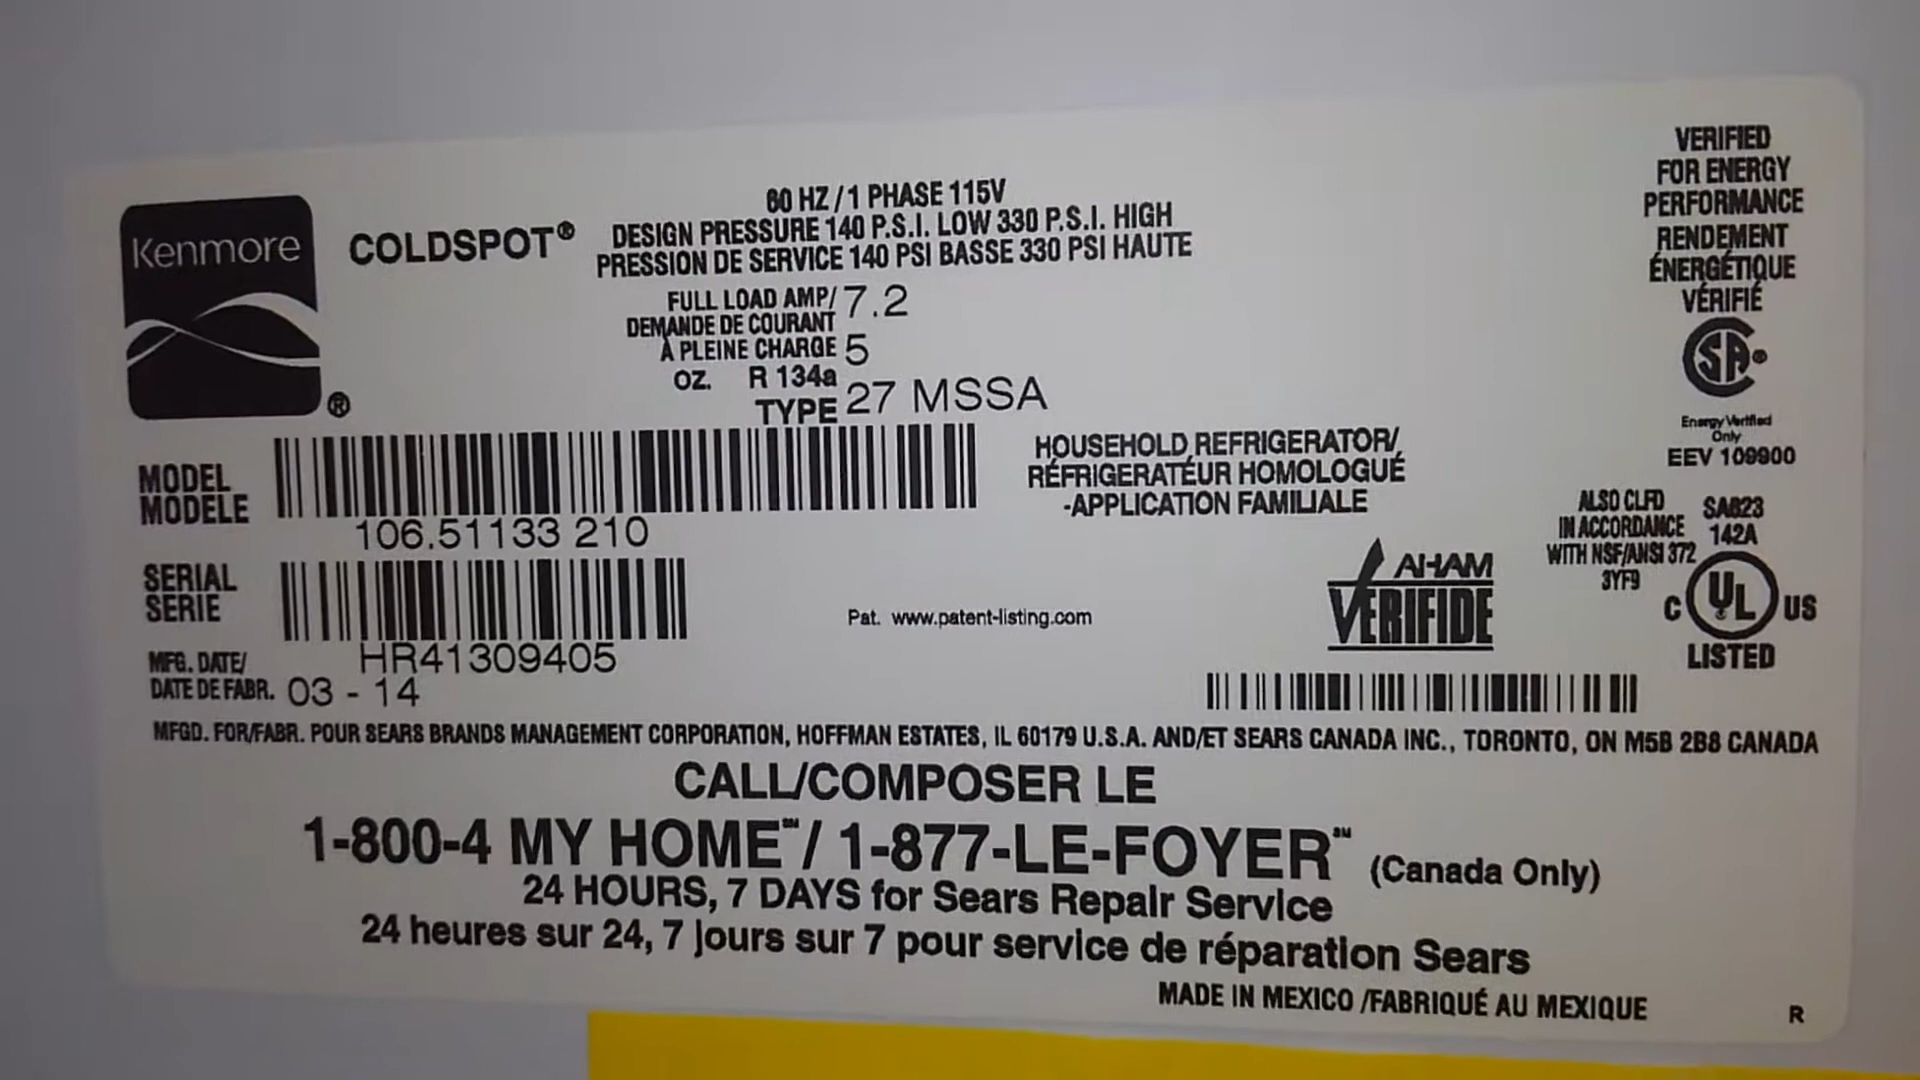 Kenmore
®
COLDSPOT®
60 HZ / 1 PHASE 115V
DESIGN PRESSURE 140 P.S.I. LOW 330 P.S.I. HIGH
PRESSION DE SERVICE 140 PSI BASSE 330 PSI HAUTE
FULL LOAD AMP/ 7.2
DEMANDE DE COURANT
À PLEINE CHARGE 5
OZ. R 134a
TYPE 27 MSSA
MODEL
MODELE
106.51133 210
SERIAL
SERIE
HR41309405
MFG. DATE/
DATE DE FABR. 03 - 14
HOUSEHOLD REFRIGERATOR/
RÉFRIGERATEUR HOMOLOGUÉ
-APPLICATION FAMILIALE
Pat. www.patent-listing.com
AHAM
VERIFIDE
VERIFIED
FOR ENERGY
PERFORMANCE
RENDEMENT
ÉNERGÉTIQUE
VÉRIFIÉ
SA®
Energy Verified
Only
EEV 109900
ALSO CLFD
IN ACCORDANCE
WITH NSF/ANSI 372
3YF9
SA623
142A
C UL US
LISTED
MFGD. FOR/FABR. POUR SEARS BRANDS MANAGEMENT CORPORATION, HOFFMAN ESTATES, IL 60179 U.S.A. AND/ET SEARS CANADA INC., TORONTO, ON M5B 2B8 CANADA
CALL/COMPOSER LE
1-800-4 MY HOME℠/ 1-877-LE-FOYER℠ (Canada Only)
24 HOURS, 7 DAYS for Sears Repair Service
24 heures sur 24, 7 jours sur 7 pour service de réparation Sears
MADE IN MEXICO /FABRIQUÉ AU MEXIQUE
R